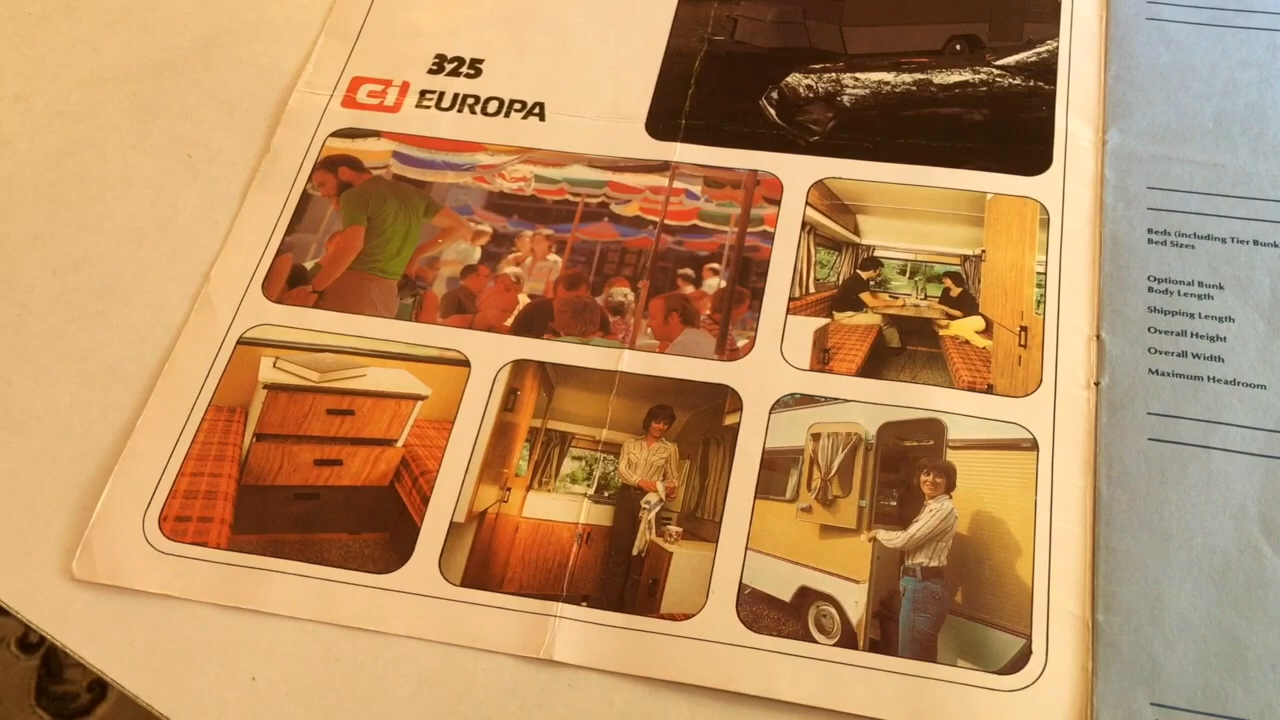 325
CI EUROPA
Beds (including Tier Bunk
Bed Sizes
Optional Bunk
Body Length
Shipping Length
Overall Height
Overall Width
Maximum Headroom